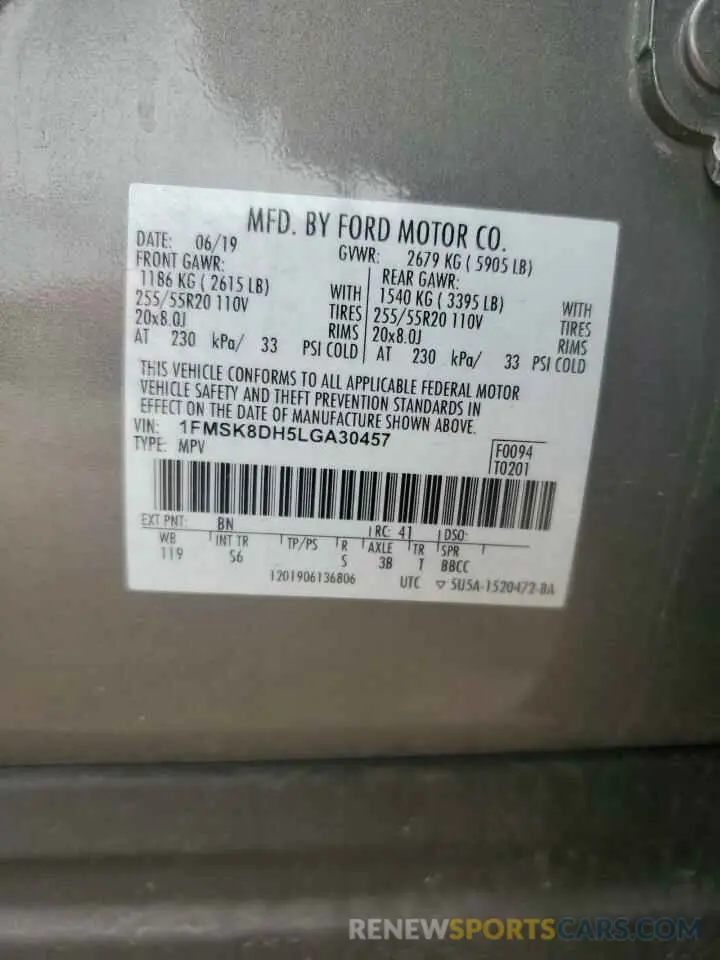 MFD. BY FORD MOTOR CO.
DATE: 06/19 GVWR: 2679 KG ( 5905 LB)
FRONT GAWR: REAR GAWR:
1186 KG ( 2615 LB) WITH 1540 KG ( 3395 LB) WITH
255/55R20 110V TIRES 255/55R20 110V TIRES
20x8.0J RIMS 20x8.0J RIMS
AT 230 kPa/ 33 PSI COLD AT 230 kPa/ 33 PSI COLD
THIS VEHICLE CONFORMS TO ALL APPLICABLE FEDERAL MOTOR
VEHICLE SAFETY AND THEFT PREVENTION STANDARDS IN
EFFECT ON THE DATE OF MANUFACTURE SHOWN ABOVE.
VIN: 1FMSK8DH5LGA30457
TYPE: MPV
F0094
T0201
EXT PNT: BN RC: 41 DSO:
WB INT TR TP/PS R AXLE TR SPR
119 S6 S 3B T BBCC
1201906136806 UTC ▽ 5U5A-1520472-BA
RENEWSPORTSCARS.COM